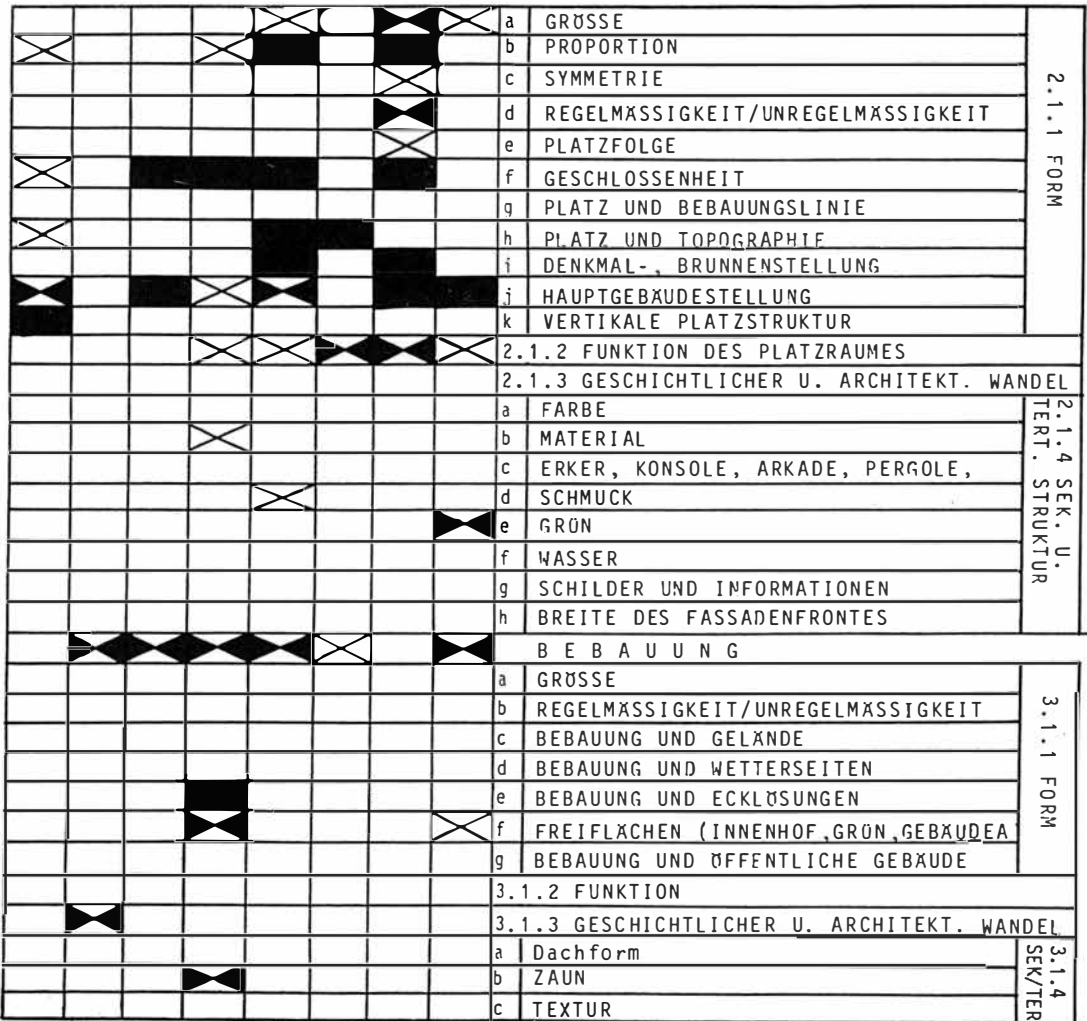 a GRÖSSE
b PROPORTION
c SYMMETRIE
d REGELMÄSSIGKEIT/UNREGELMÄSSIGKEIT
e PLATZFOLGE
f GESCHLOSSENHEIT
g PLATZ UND BEBAUUNGSLINIE
h PLATZ UND TOPOGRAPHIE
i DENKMAL-, BRUNNENSTELLUNG
j HAUPTGEBÄUDESTELLUNG
k VERTIKALE PLATZSTRUKTUR
2.1.1 FORM
2.1.2 FUNKTION DES PLATZRAUMES
2.1.3 GESCHICHTLICHER U. ARCHITEKT. WANDEL
a FARBE
b MATERIAL
c ERKER, KONSOLE, ARKADE, PERGOLE,
d SCHMUCK
e GRÜN
f WASSER
g SCHILDER UND INFORMATIONEN
h BREITE DES FASSADENFRONTES
2.1.4 SEK. U.
TERT. STRUKTUR
BEBAUUNG
a GRÖSSE
b REGELMÄSSIGKEIT/UNREGELMÄSSIGKEIT
c BEBAUUNG UND GELÄNDE
d BEBAUUNG UND WETTERSEITEN
e BEBAUUNG UND ECKLÖSUNGEN
f FREIFLÄCHEN (INNENHOF,GRÜN,GEBÄUDEA
g BEBAUUNG UND ÖFFENTLICHE GEBÄUDE
3.1.1 FORM
3.1.2 FUNKTION
3.1.3 GESCHICHTLICHER U. ARCHITEKT. WANDEL
a Dachform
b ZAUN
c TEXTUR
3.1.4
SEK/TER